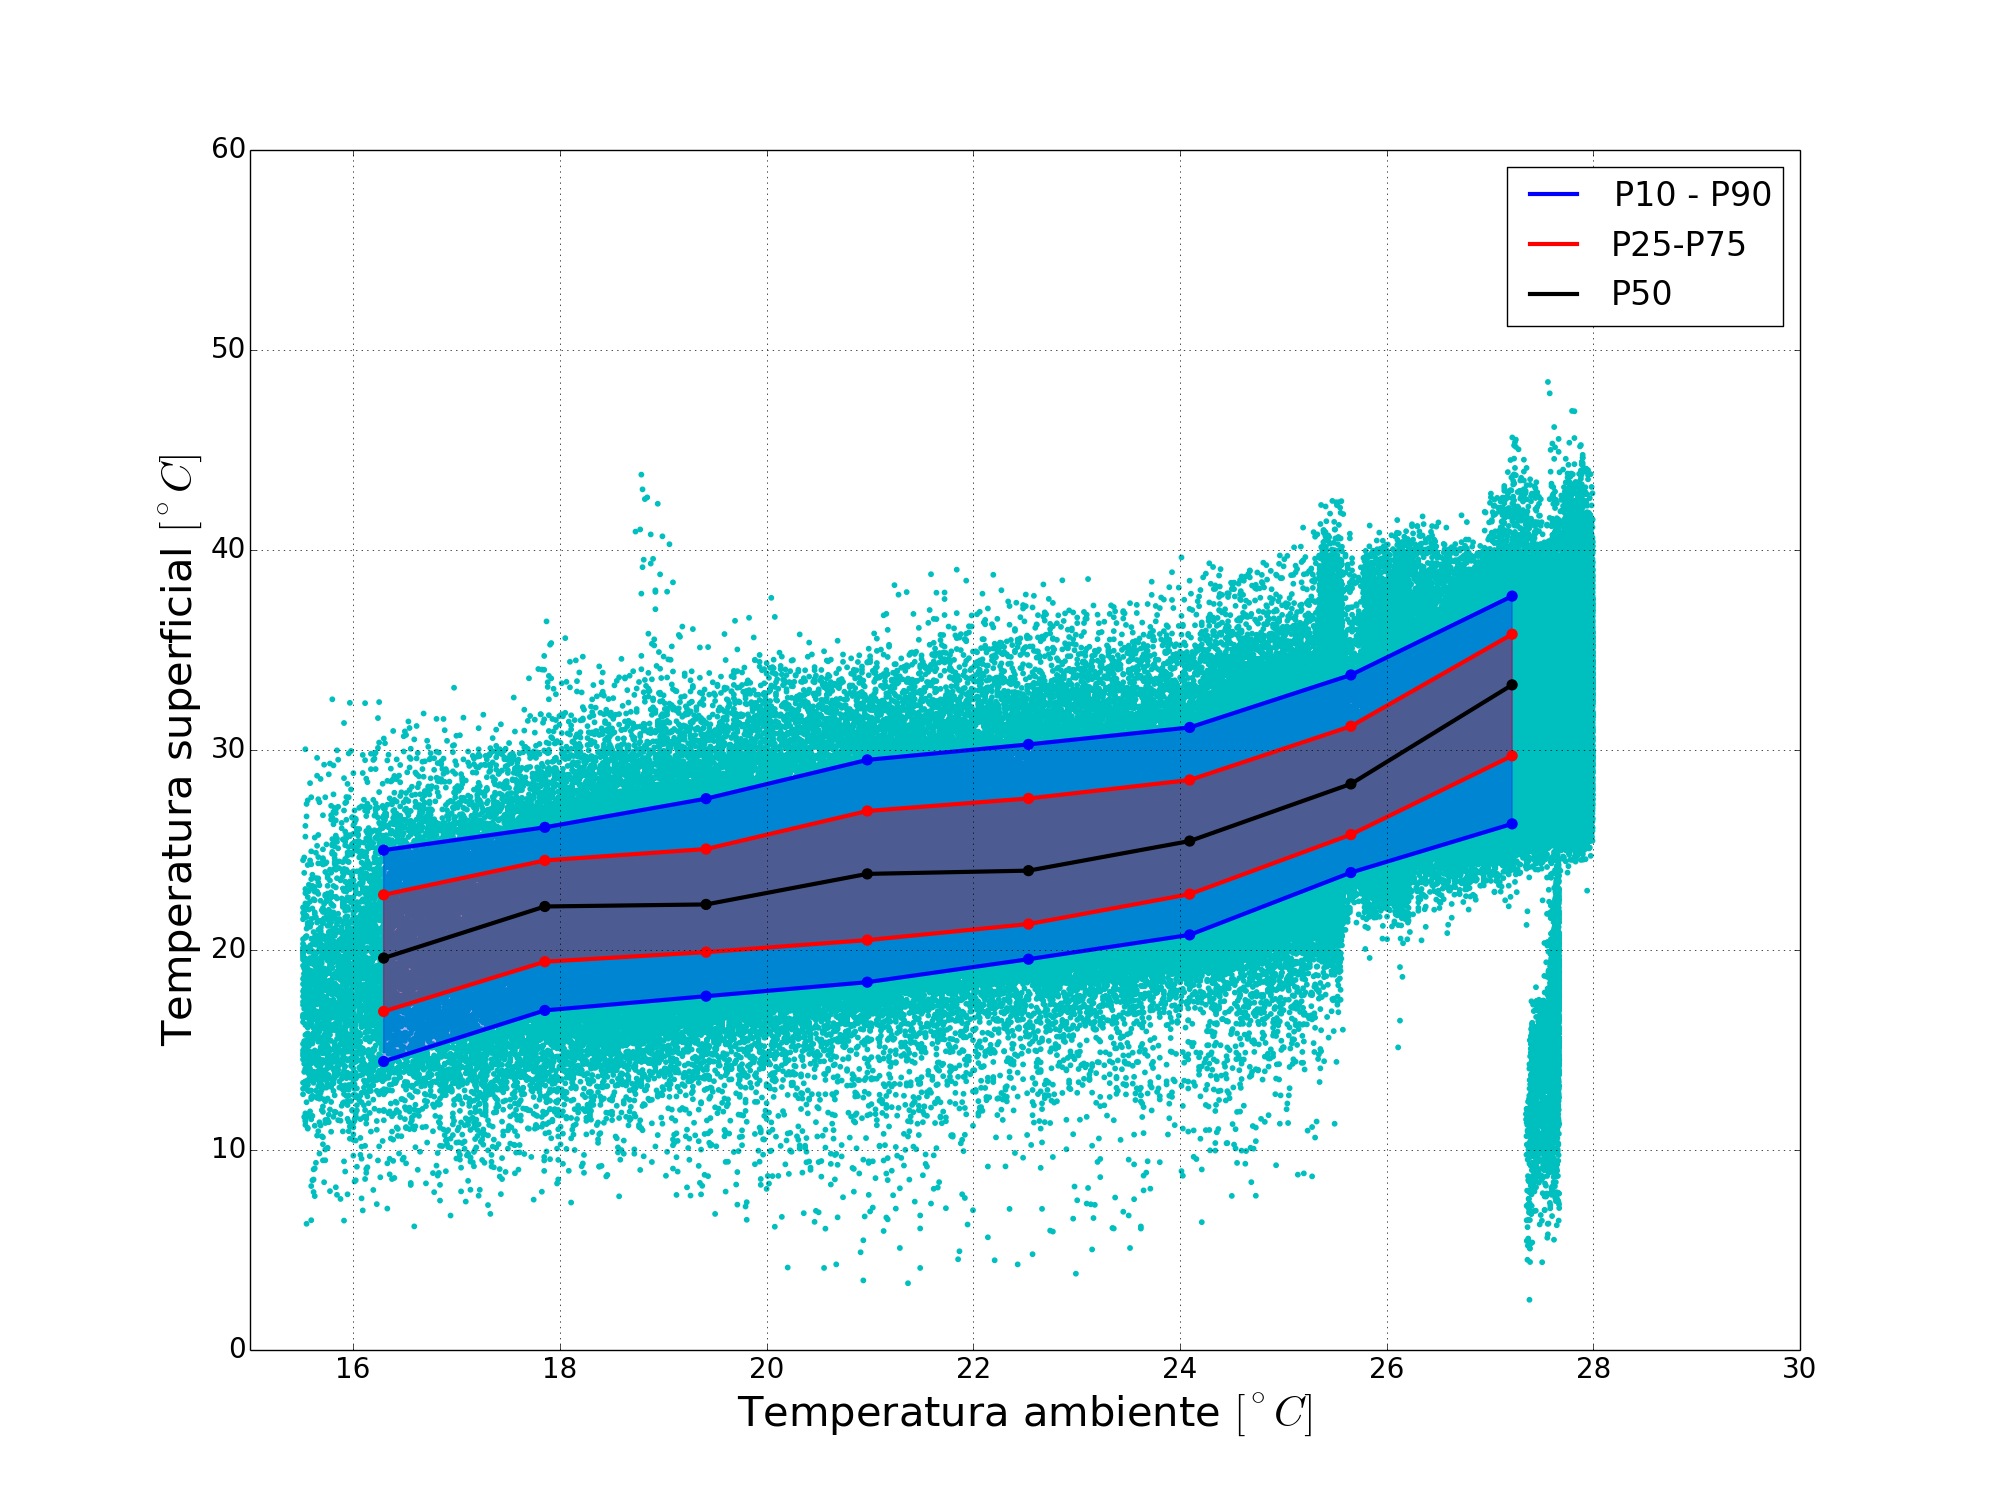 P10 - P90
P25-P75
P50
60
50
40
30
20
10
0
Temperatura superficial [°C]
16 18 20 22 24 26 28 30
Temperatura ambiente [°C]